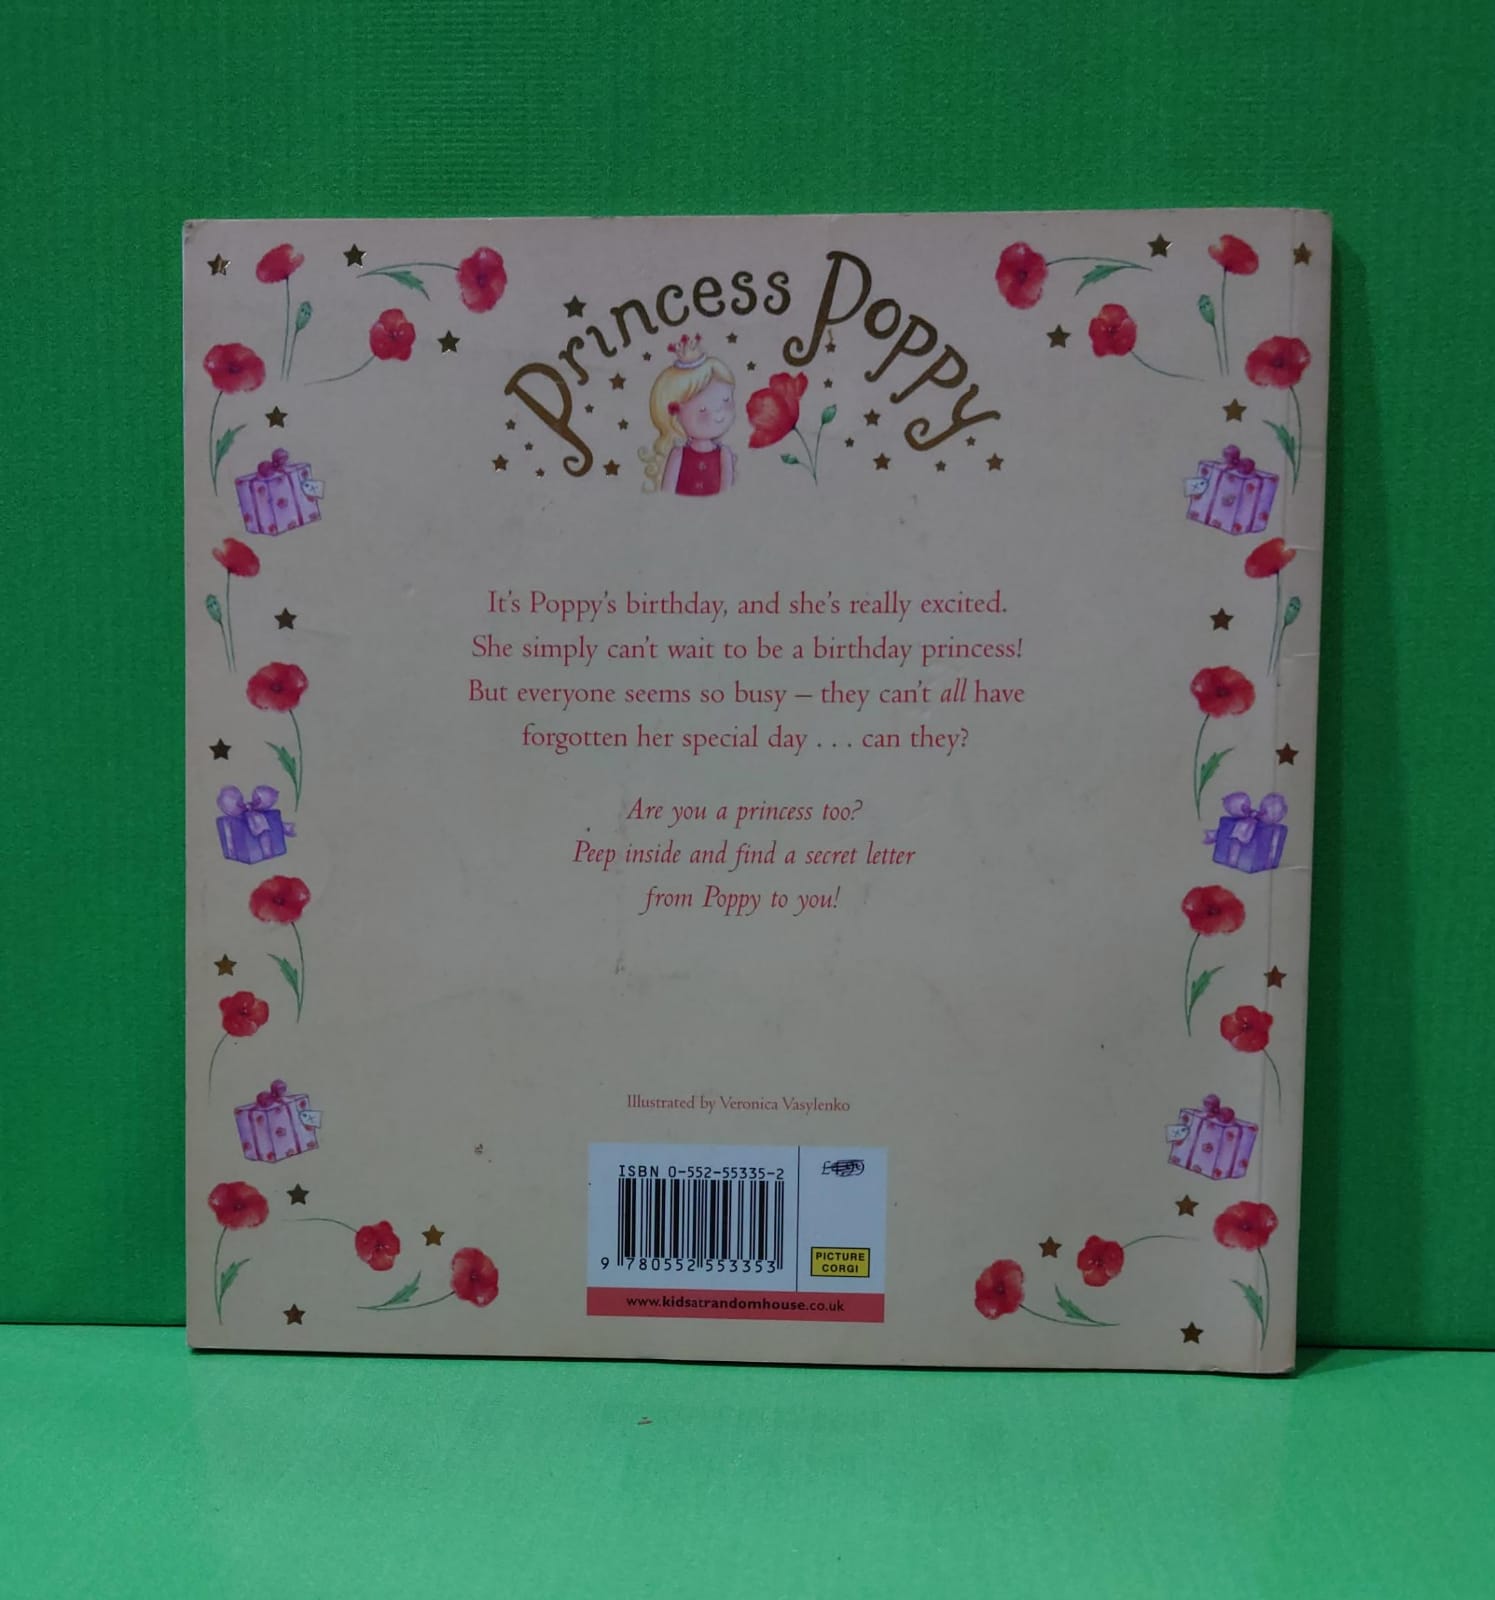 Princess Poppy
It's Poppy's birthday, and she's really excited.
She simply can't wait to be a birthday princess!
But everyone seems so busy – they can't all have
forgotten her special day . . . can they?
Are you a princess too?
Peep inside and find a secret letter
from Poppy to you!
Illustrated by Veronica Vasylenko
ISBN 0-552-55335-2
9 780552 553353
PICTURE
CORGI
www.kidsatrandomhouse.co.uk